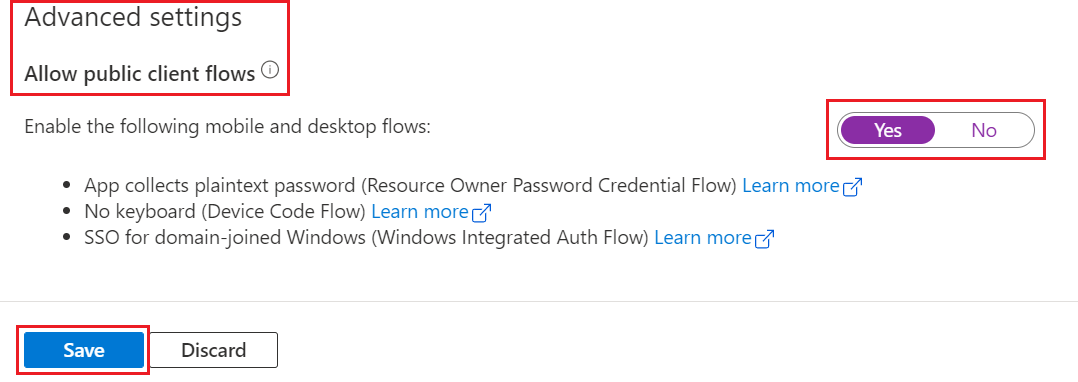 Advanced settings
Allow public client flows
Enable the following mobile and desktop flows:
Yes No
App collects plaintext password (Resource Owner Password Credential Flow) Learn more
No keyboard (Device Code Flow) Learn more
SSO for domain-joined Windows (Windows Integrated Auth Flow) Learn more
Save Discard